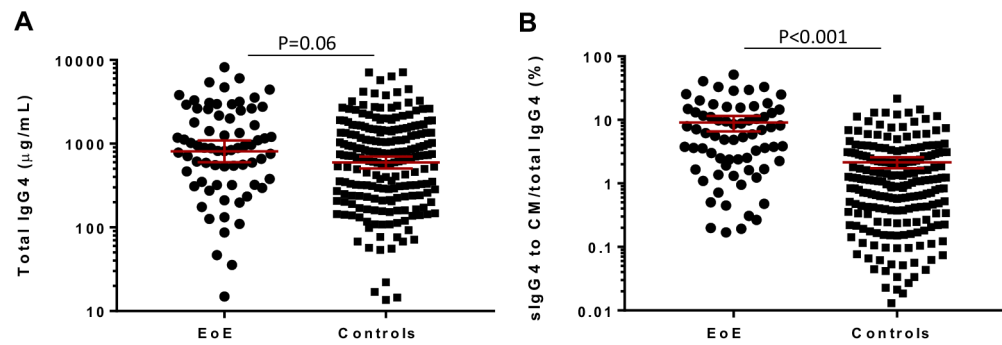 A
P=0.06
Total IgG4 (µg/mL)
10000
1000
100
10
EoE
Controls
B
P<0.001
sIgG4 to CM/total IgG4 (%)
100
10
1
0.1
0.01
EoE
Controls